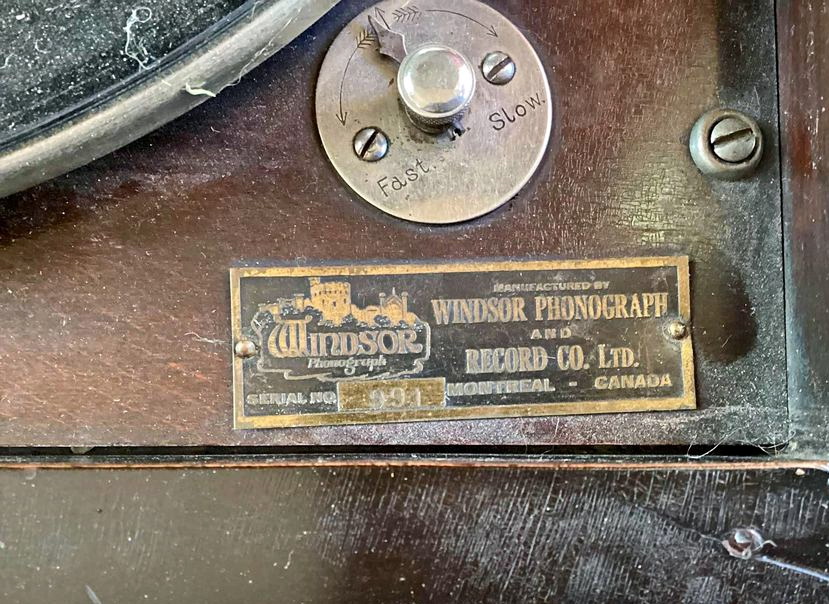 Fast.
Slow.
WINDSOR
Phonograph
MANUFACTURED BY
WINDSOR PHONOGRAPH
AND
RECORD CO. LTD.
SERIAL NO
MONTREAL - CANADA